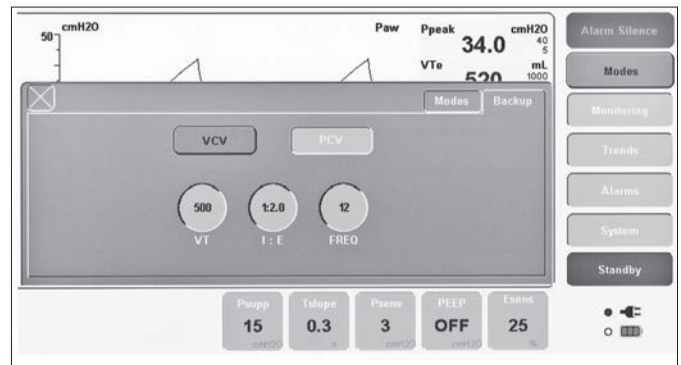 50 cmH2O Paw Ppeak cmH2O
34.0 40
5
VTe mL
520 1000
Alarm Silence
Modes
Monitoring
Trends
Alarms
System
Standby
Modes Backup
VCV PCV
500 1:2.0 12
VT I : E FREQ
Psupp Tslope Psens PEEP Esens
15 0.3 3 OFF 25
cmH2O s cmH2O cmH2O %